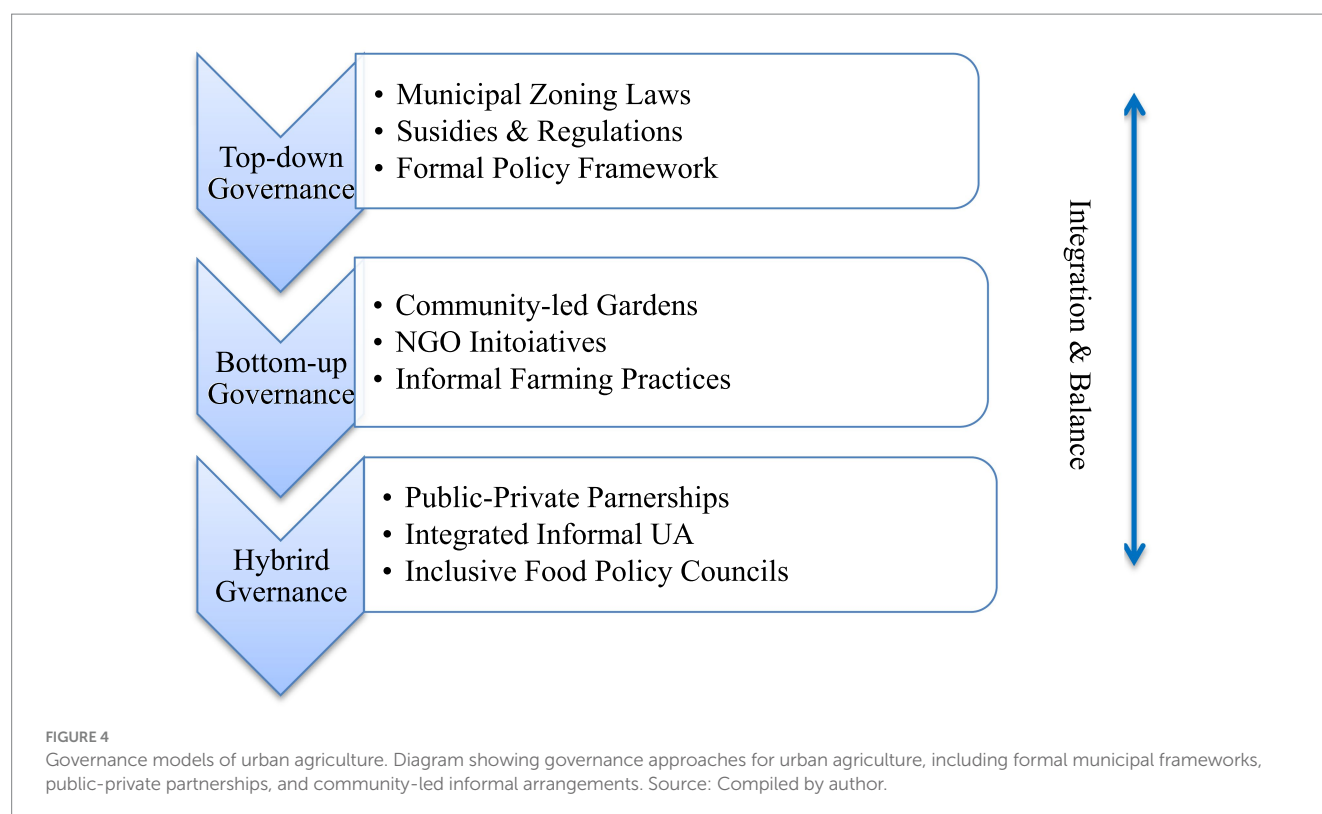 Top-down
Governance
• Municipal Zoning Laws
• Susidies & Regulations
• Formal Policy Framework
Bottom-up
Governance
• Community-led Gardens
• NGO Initoiatives
• Informal Farming Practices
Hybrird
Gvernance
• Public-Private Parnerships
• Integrated Informal UA
• Inclusive Food Policy Councils
Integration & Balance
FIGURE 4
Governance models of urban agriculture. Diagram showing governance approaches for urban agriculture, including formal municipal frameworks,
public-private partnerships, and community-led informal arrangements. Source: Compiled by author.